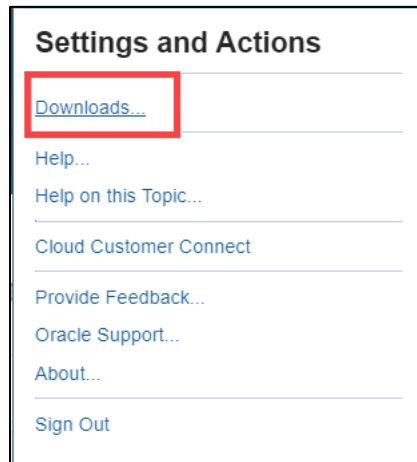 Settings and Actions
Downloads...
Help...
Help on this Topic...
Cloud Customer Connect
Provide Feedback...
Oracle Support...
About...
Sign Out